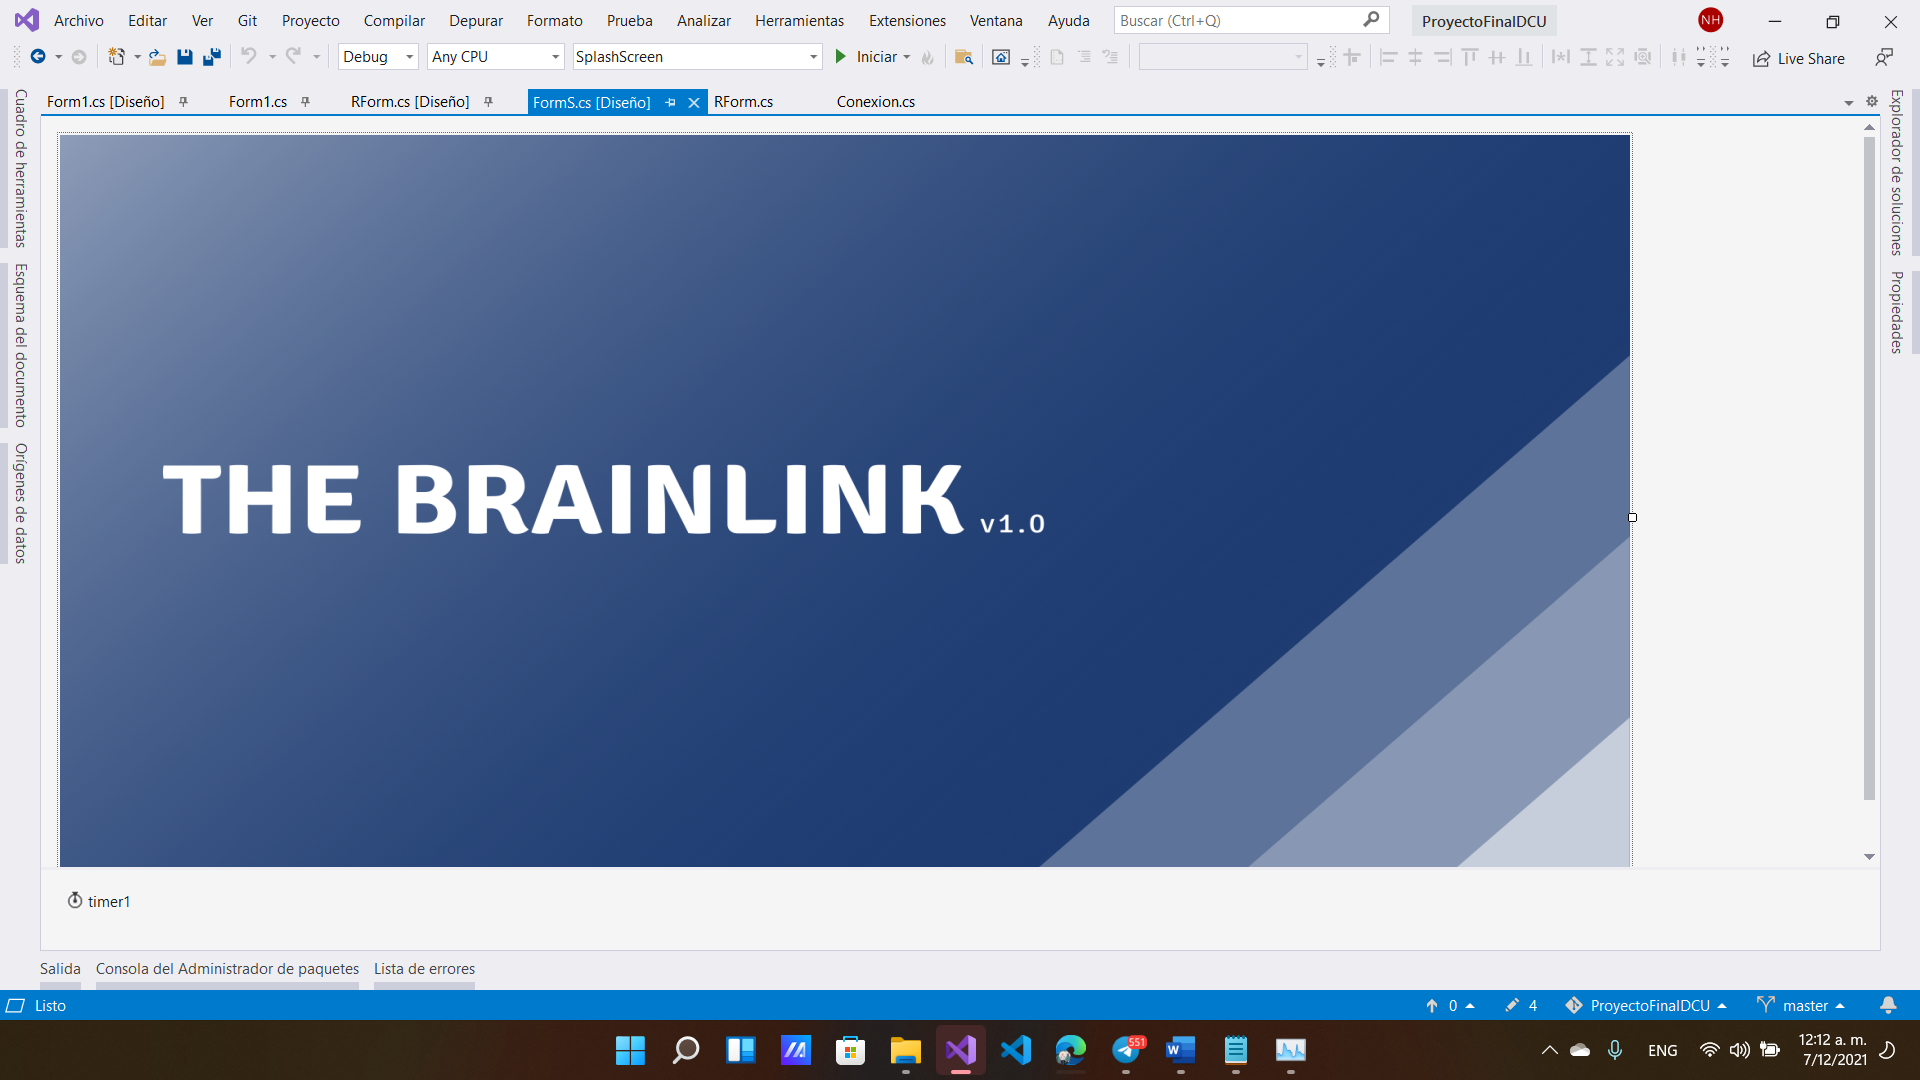 Archivo Editar Ver Git Proyecto Compilar Depurar Formato Prueba Analizar Herramientas Extensiones Ventana Ayuda Buscar (Ctrl+Q) ProyectoFinalDCU NH
Debug Any CPU SplashScreen Iniciar Live Share
Form1.cs [Diseño] Form1.cs RForm.cs [Diseño] FormS.cs [Diseño] RForm.cs Conexion.cs
Cuadro de herramientas
Esquema del documento
Orígenes de datos
THE BRAINLINK v1.0
Explorador de soluciones
Propiedades
timer1
Salida Consola del Administrador de paquetes Lista de errores
Listo 0 4 ProyectoFinalDCU master
551
W
ENG
12:12 a. m.
7/12/2021